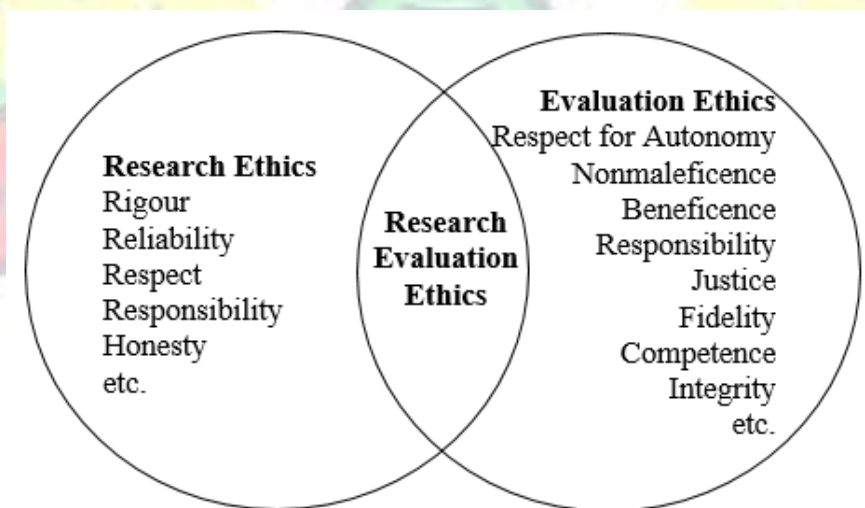 Research Ethics
Rigour
Reliability
Respect
Responsibility
Honesty
etc.
Research
Evaluation
Ethics
Evaluation Ethics
Respect for Autonomy
Nonmaleficence
Beneficence
Responsibility
Justice
Fidelity
Competence
Integrity
etc.